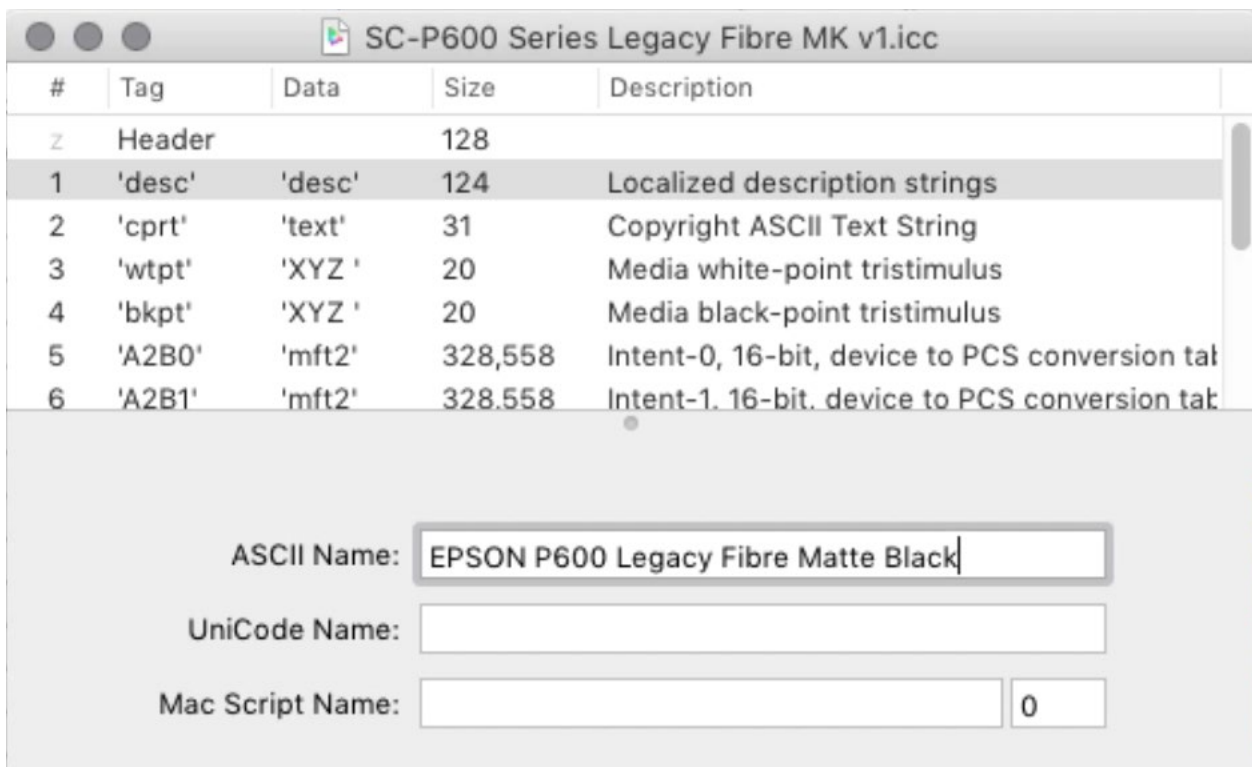 SC-P600 Series Legacy Fibre MK v1.icc
# Tag Data Size Description
z Header 128
1 'desc' 'desc' 124 Localized description strings
2 'cprt' 'text' 31 Copyright ASCII Text String
3 'wtpt' 'XYZ ' 20 Media white-point tristimulus
4 'bkpt' 'XYZ ' 20 Media black-point tristimulus
5 'A2B0' 'mft2' 328,558 Intent-0, 16-bit, device to PCS conversion tab
6 'A2B1' 'mft2' 328,558 Intent-1, 16-bit, device to PCS conversion tab
ASCII Name: EPSON P600 Legacy Fibre Matte Black
UniCode Name:
Mac Script Name: 0